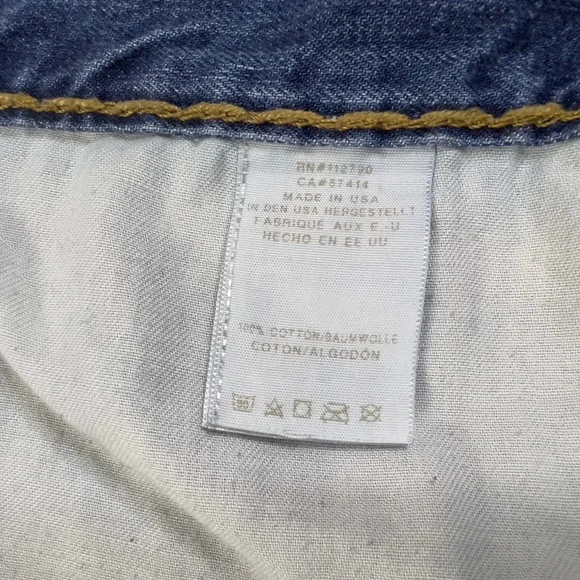 RN#112790
CA#57414
MADE IN USA
IN DEN USA HERGESTELLT
FABRIQUÉ AUX E.-U
HECHO EN EE UU
100% COTTON/BAUMWOLLE
COTON/ALGODÓN